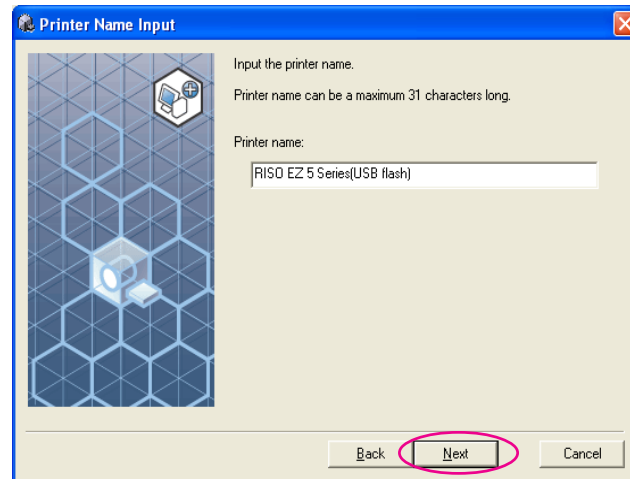 Printer Name Input
Input the printer name.
Printer name can be a maximum 31 characters long.
Printer name:
RISO EZ 5 Series(USB flash)
Back
Next
Cancel